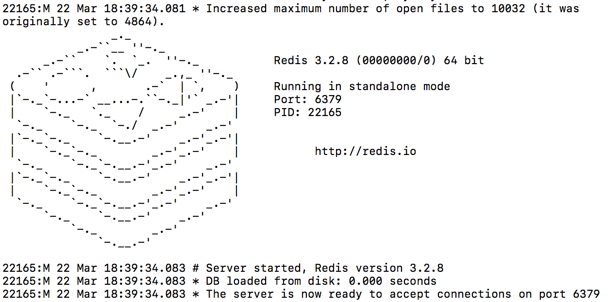 22165:M 22 Mar 18:39:34.081 * Increased maximum number of open files to 10032 (it was
originally set to 4864).
Redis 3.2.8 (00000000/0) 64 bit
Running in standalone mode
Port: 6379
PID: 22165
http://redis.io
22165:M 22 Mar 18:39:34.083 # Server started, Redis version 3.2.8
22165:M 22 Mar 18:39:34.083 * DB loaded from disk: 0.000 seconds
22165:M 22 Mar 18:39:34.083 * The server is now ready to accept connections on port 6379